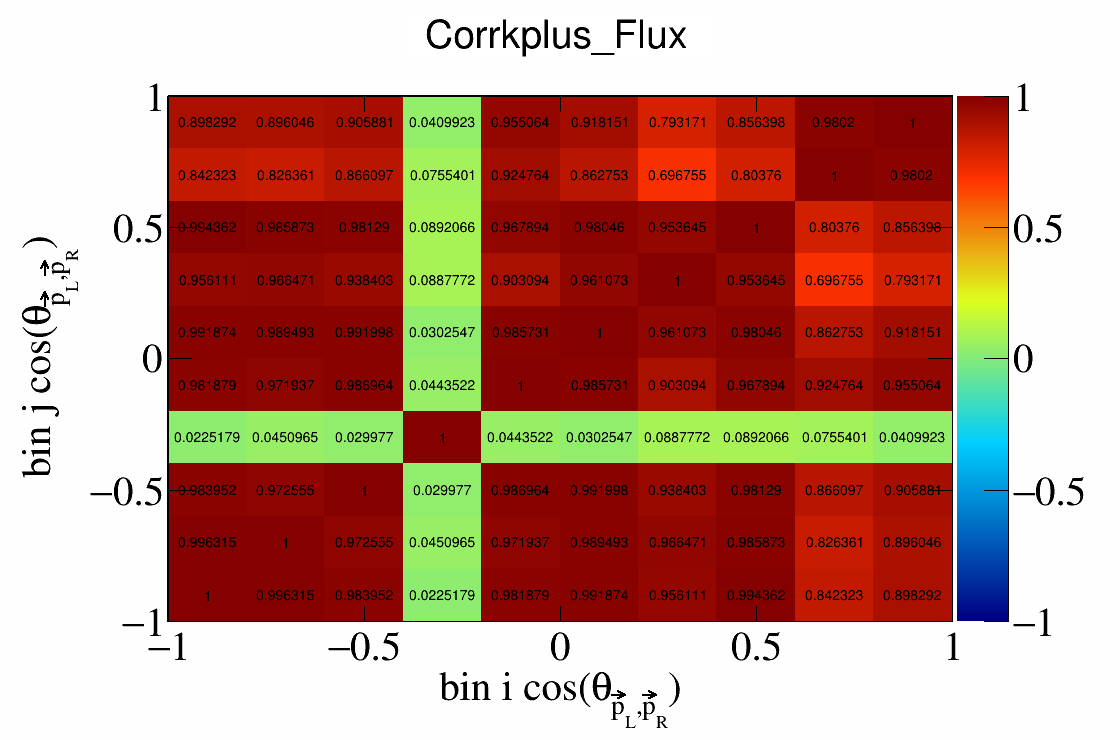 Corrkplus_Flux
1
0.898292 0.896046 0.905881 0.0409923 0.955064 0.918151 0.793171 0.856398 0.9802 1
0.842323 0.826361 0.866097 0.0755401 0.924764 0.862753 0.696755 0.80376 1 0.9802
0.5 0.994362 0.985873 0.98129 0.0892066 0.967894 0.98046 0.953645 1 0.80376 0.856398
0.956111 0.966471 0.938403 0.0887772 0.903094 0.961073 1 0.953645 0.696755 0.793171
0.991874 0.989493 0.991998 0.0302547 0.985731 1 0.961073 0.98046 0.862753 0.918151
0
0.981879 0.971937 0.986964 0.0443522 1 0.985731 0.903094 0.967894 0.924764 0.955064
0.0225179 0.0450965 0.029977 1 0.0443522 0.0302547 0.0887772 0.0892066 0.0755401 0.0409923
−0.5 0.983952 0.972555 1 0.029977 0.986964 0.991998 0.938403 0.98129 0.866097 0.905881
0.996315 1 0.972555 0.0450965 0.971937 0.989493 0.966471 0.985873 0.826361 0.896046
1 0.996315 0.983952 0.0225179 0.981879 0.991874 0.956111 0.994362 0.842323 0.898292
−1
−1 −0.5 0 0.5 1
bin i cos(θp⃗L,p⃗R)
bin j cos(θp⃗L,p⃗R)
1
0.5
0
−0.5
−1